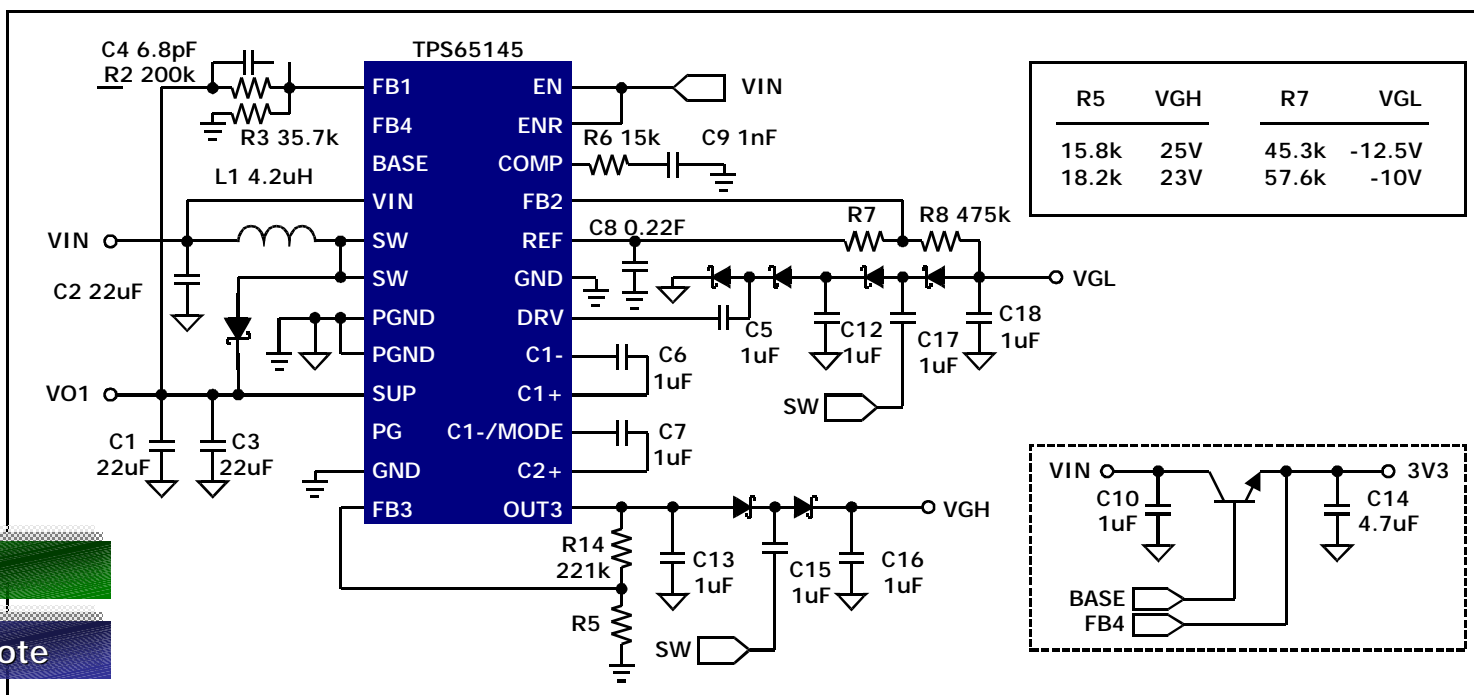 C4 6.8pF
R2 200k
R3 35.7k
L1 4.2uH
VIN
C2 22uF
VO1
C1
22uF
C3
22uF
TPS65145
FB1
FB4
BASE
VIN
SW
SW
PGND
PGND
SUP
PG
GND
FB3
EN
ENR
COMP
FB2
REF
GND
DRV
C1-
C1+
C1-/MODE
C2+
OUT3
VIN
R6 15k
C9 1nF
C8 0.22F
R7
R8 475k
VGL
C5
1uF
C12
1uF
C17
1uF
C18
1uF
SW
C6
1uF
C7
1uF
VGH
R14
221k
R5
C13
1uF
C15
1uF
C16
1uF
SW
R5 VGH R7 VGL
15.8k 25V 45.3k -12.5V
18.2k 23V 57.6k -10V
VIN
3V3
C10
1uF
C14
4.7uF
BASE
FB4
ote